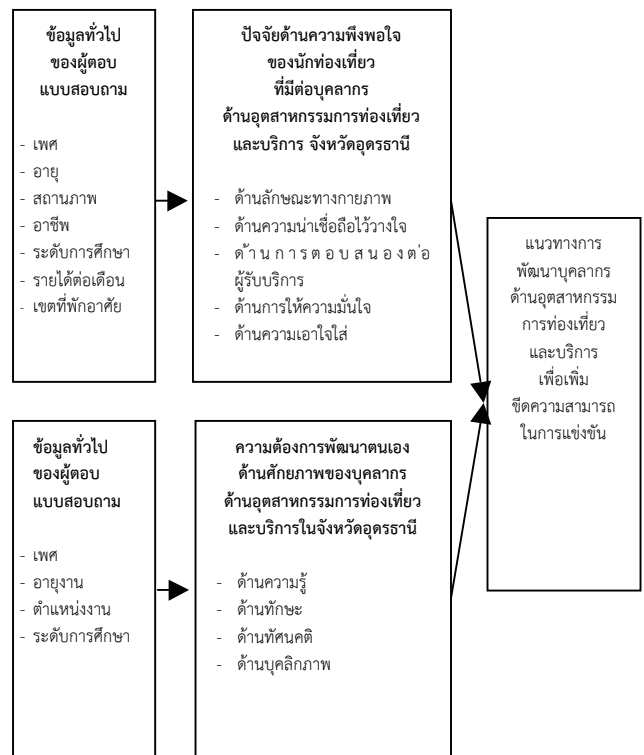 ข้อมูลทั่วไป
ของผู้ตอบ
แบบสอบถาม
- เพศ
- อายุ
- สถานภาพ
- อาชีพ
- ระดับการศึกษา
- รายได้ต่อเดือน
- เขตที่พักอาศัย
ปัจจัยด้านความพึงพอใจ
ของนักท่องเที่ยว
ที่มีต่อบุคลากร
ด้านอุตสาหกรรมการท่องเที่ยว
และบริการ จังหวัดอุดรธานี
- ด้านลักษณะทางกายภาพ
- ด้านความน่าเชื่อถือไว้วางใจ
- ด้านการตอบสนองต่อ
ผู้รับบริการ
- ด้านการให้ความมั่นใจ
- ด้านความเอาใจใส่
ข้อมูลทั่วไป
ของผู้ตอบ
แบบสอบถาม
- เพศ
- อายุงาน
- ตำแหน่งงาน
- ระดับการศึกษา
ความต้องการพัฒนาตนเอง
ด้านศักยภาพของบุคลากร
ด้านอุตสาหกรรมการท่องเที่ยว
และบริการในจังหวัดอุดรธานี
- ด้านความรู้
- ด้านทักษะ
- ด้านทัศนคติ
- ด้านบุคลิกภาพ
แนวทางการ
พัฒนาบุคลากร
ด้านอุตสาหกรรม
การท่องเที่ยว
และบริการ
เพื่อเพิ่ม
ขีดความสามารถ
ในการแข่งขัน